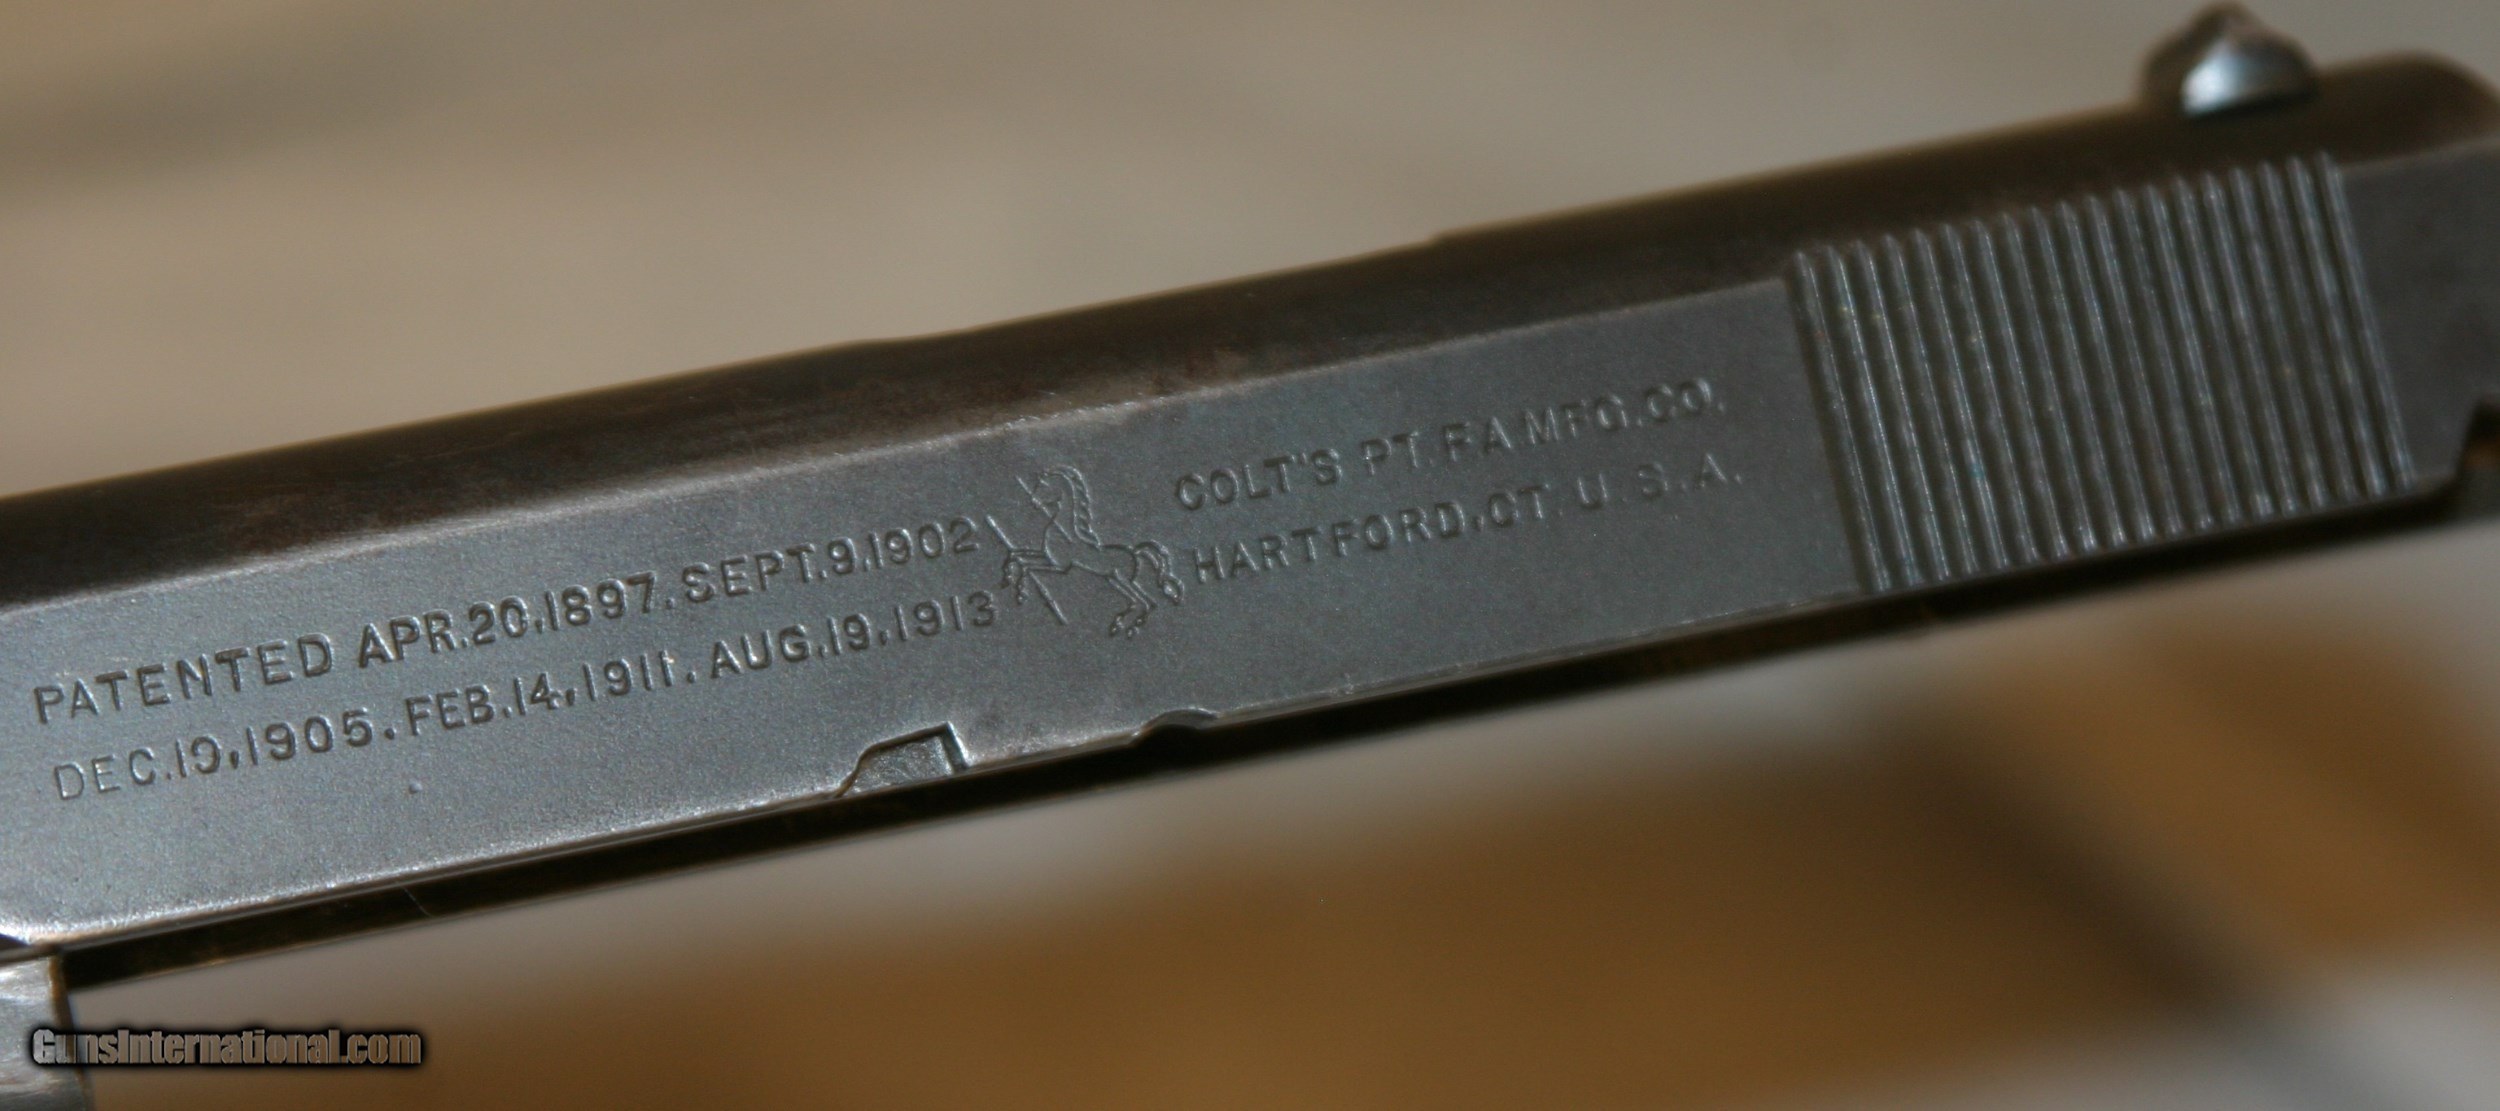 PATENTED APR.20.1897.SEPT.9.1902
DEC.19,1905.FEB.14,1911.AUG.19,1913
COLT'S PT.F.A.MFG.CO.
HARTFORD,CT.U.S.A.
GunsInternational.com